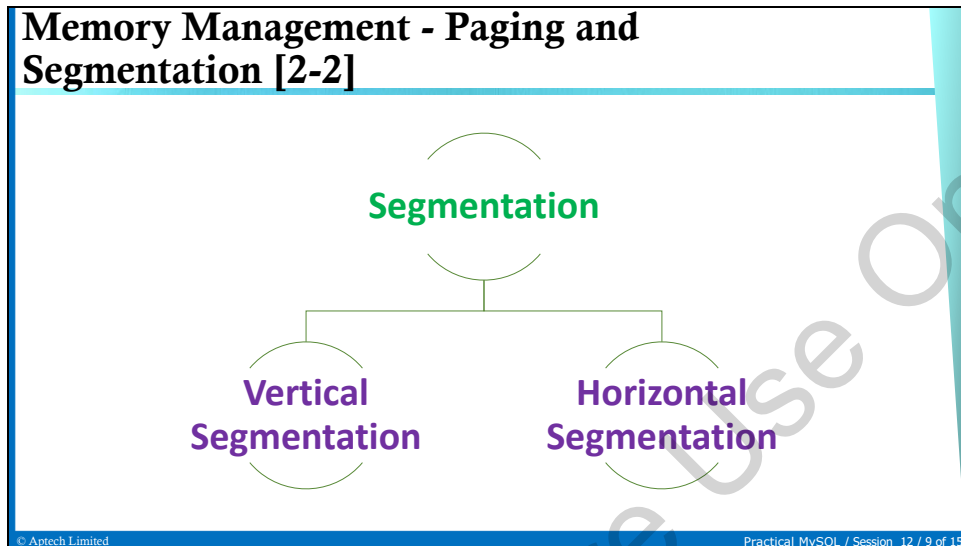 Memory Management - Paging and
Segmentation [2-2]
Segmentation
Vertical
Segmentation
Horizontal
Segmentation
Use
© Aptech Limited
Practical MySQL / Session 12 / 9 of 15